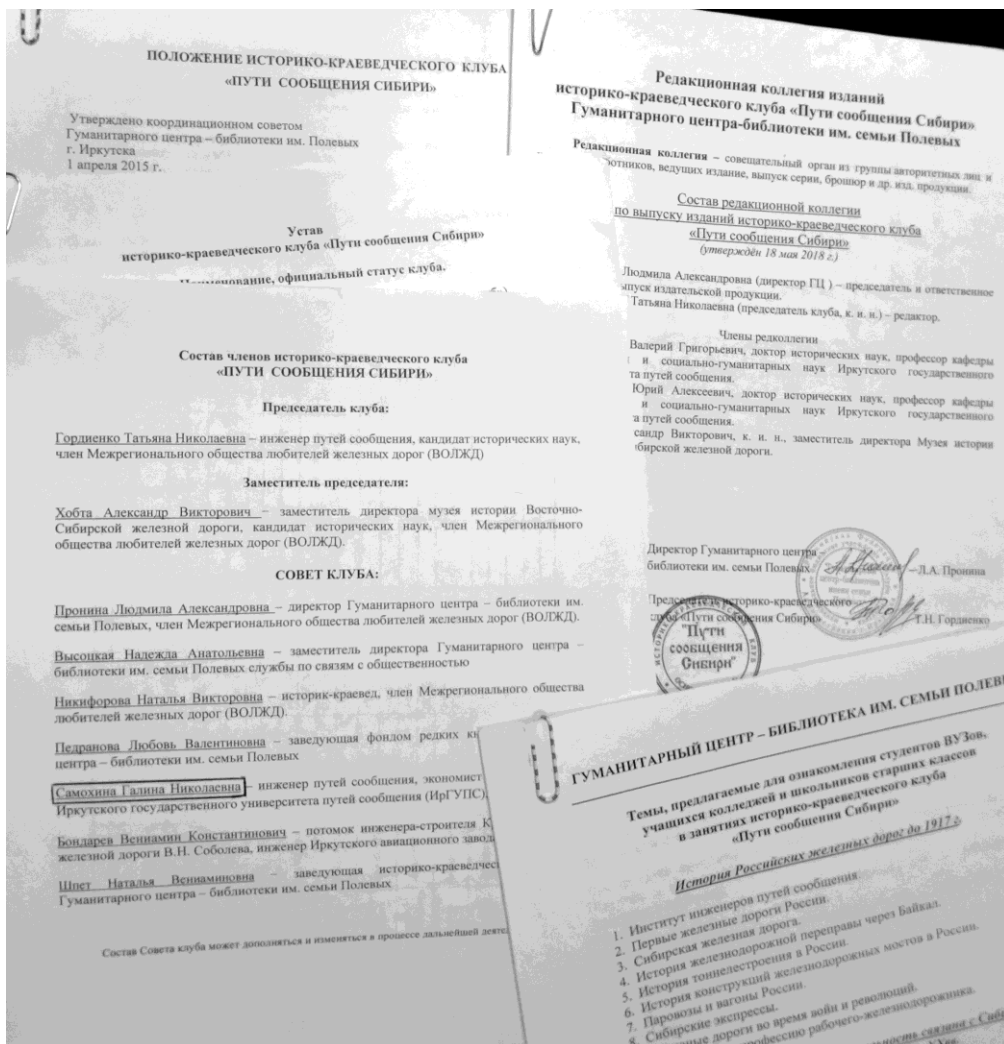 ПОЛОЖЕНИЕ ИСТОРИКО-КРАЕВЕДЧЕСКОГО КЛУБА
«ПУТИ СООБЩЕНИЯ СИБИРИ»
Утверждено координационном советом
Гуманитарного центра – библиотеки им. Полевых
г. Иркутска
1 апреля 2015 г.
Устав
историко-краеведческого клуба «Пути сообщения Сибири»
официальный статус клуба.
Редакционная коллегия изданий
историко-краеведческого клуба «Пути сообщения Сибири»
Гуманитарного центра-библиотеки им. семьи Полевых
Редакционная коллегия – совещательный орган из группы авторитетных лиц и
ботников, ведущих издание, выпуск серии, брошюр и др. изд. продукции.
Состав редакционной коллегии
по выпуску изданий историко-краеведческого клуба
«Пути сообщения Сибири»
(утверждён 18 мая 2018 г.)
Людмила Александровна (директор ГЦ ) – председатель и ответственное
ыпуск издательской продукции.
Татьяна Николаевна (председатель клуба, к. и. н.) – редактор.
Члены редколлегии
Валерий Григорьевич, доктор исторических наук, профессор кафедры
и социально-гуманитарных наук Иркутского государственного
та путей сообщения.
Юрий Алексеевич, доктор исторических наук, профессор кафедры
и социально-гуманитарных наук Иркутского государственного
а путей сообщения.
сандр Викторович, к. и. н., заместитель директора Музея истории
бирской железной дороги.
Директор Гуманитарного центра –
библиотеки им. семьи Полевых –Л.А. Пронина
Председатель историко-краеведческого
клуба «Пути сообщения Сибири» Т.Н. Гордиенко
"Пути
сообщения
Сибири"
Состав членов историко-краеведческого клуба
«ПУТИ СООБЩЕНИЯ СИБИРИ»
Председатель клуба:
Гордиенко Татьяна Николаевна – инженер путей сообщения, кандидат исторических наук,
член Межрегионального общества любителей железных дорог (ВОЛЖД)
Заместитель председателя:
Хобта Александр Викторович – заместитель директора музея истории Восточно-
Сибирской железной дороги, кандидат исторических наук, член Межрегионального
общества любителей железных дорог (ВОЛЖД).
СОВЕТ КЛУБА:
Пронина Людмила Александровна – директор Гуманитарного центра – библиотеки им.
семьи Полевых, член Межрегионального общества любителей железных дорог (ВОЛЖД).
Высоцкая Надежда Анатольевна – заместитель директора Гуманитарного центра –
библиотеки им. семьи Полевых службы по связям с общественностью
Никифорова Наталья Викторовна – историк-краевед, член Межрегионального общества
любителей железных дорог (ВОЛЖД).
Педранова Любовь Валентиновна – заведующая фондом редких кн
центра – библиотеки им. семьи Полевых
Самохина Галина Николаевна – инженер путей сообщения, экономист
Иркутского государственного университета путей сообщения (ИрГУПС).
Бондарев Вениамин Константинович – потомок инженера-строителя К
железной дороги В.Н. Соболева, инженер Иркутского авиационного завод
Шпет Наталья Вениаминовна – заведующая историко-краеведчес
Гуманитарного центра – библиотеки им. семьи Полевых
Состав Совета клуба может дополняться и изменяться в процессе дальнейшей деяте
ГУМАНИТАРНЫЙ ЦЕНТР – БИБЛИОТЕКА ИМ. СЕМЬИ ПОЛЕВЫ
Темы, предлагаемые для ознакомления студентов ВУЗов,
учащихся колледжей и школьников старших классов
в занятиях историко-краеведческого клуба
«Пути сообщения Сибири»
История Российских железных дорог до 1917 г.
1. Институт инженеров путей сообщения.
2. Первые железные дороги России.
3. Сибирская железная дорога.
4. История железнодорожной переправы через Байкал.
5. История тоннелестроения в России.
6. История конструкций железнодорожных мостов в России.
7. Паровозы и вагоны России.
8. Сибирские экспрессы.
дороги во время войн и революций.
профессию рабочего-железнодорожника.
связана с Сиб